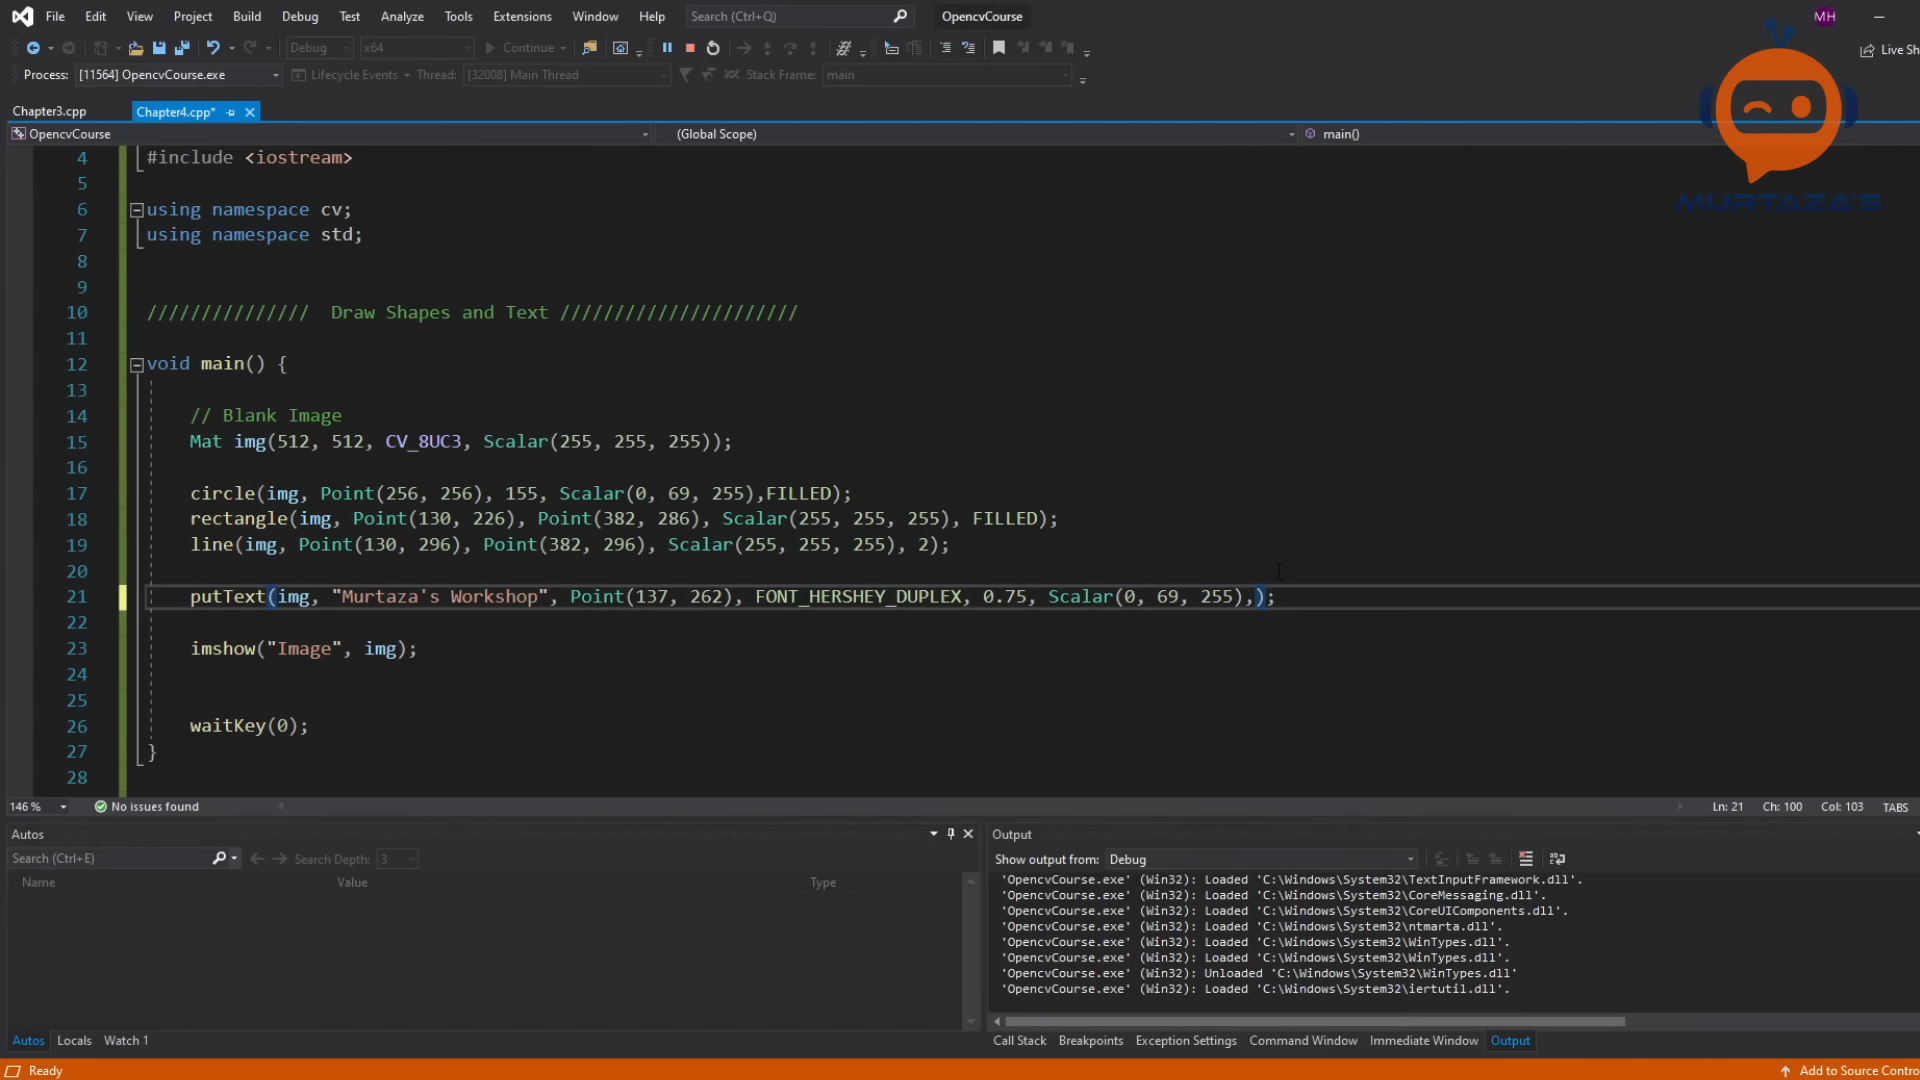 File Edit View Project Build Debug Test Analyze Tools Extensions Window Help Search (Ctrl+Q) OpencvCourse MH
Debug x64 Continue Live Sh
Process: [11564] OpencvCourse.exe Lifecycle Events Thread: [32008] Main Thread Stack Frame: main
Chapter3.cpp Chapter4.cpp*
OpencvCourse (Global Scope) main()
MURTAZA'S
4 #include <iostream>
5
6 using namespace cv;
7 using namespace std;
8
9
10 /////////////// Draw Shapes and Text //////////////////////
11
12 void main() {
13
14 // Blank Image
15 Mat img(512, 512, CV_8UC3, Scalar(255, 255, 255));
16
17 circle(img, Point(256, 256), 155, Scalar(0, 69, 255),FILLED);
18 rectangle(img, Point(130, 226), Point(382, 286), Scalar(255, 255, 255), FILLED);
19 line(img, Point(130, 296), Point(382, 296), Scalar(255, 255, 255), 2);
20
21 putText(img, "Murtaza's Workshop", Point(137, 262), FONT_HERSHEY_DUPLEX, 0.75, Scalar(0, 69, 255),);
22
23 imshow("Image", img);
24
25
26 waitKey(0);
27 }
28
146 % No issues found Ln: 21 Ch: 100 Col: 103 TABS
Autos
Search (Ctrl+E) Search Depth: 3
Name Value Type
Autos Locals Watch 1
Output
Show output from: Debug
'OpencvCourse.exe' (Win32): Loaded 'C:\Windows\System32\TextInputFramework.dll'.
'OpencvCourse.exe' (Win32): Loaded 'C:\Windows\System32\CoreMessaging.dll'.
'OpencvCourse.exe' (Win32): Loaded 'C:\Windows\System32\CoreUIComponents.dll'.
'OpencvCourse.exe' (Win32): Loaded 'C:\Windows\System32\ntmarta.dll'.
'OpencvCourse.exe' (Win32): Loaded 'C:\Windows\System32\WinTypes.dll'.
'OpencvCourse.exe' (Win32): Loaded 'C:\Windows\System32\WinTypes.dll'.
'OpencvCourse.exe' (Win32): Unloaded 'C:\Windows\System32\WinTypes.dll'
'OpencvCourse.exe' (Win32): Loaded 'C:\Windows\System32\iertutil.dll'.
Call Stack Breakpoints Exception Settings Command Window Immediate Window Output
Ready Add to Source Contro